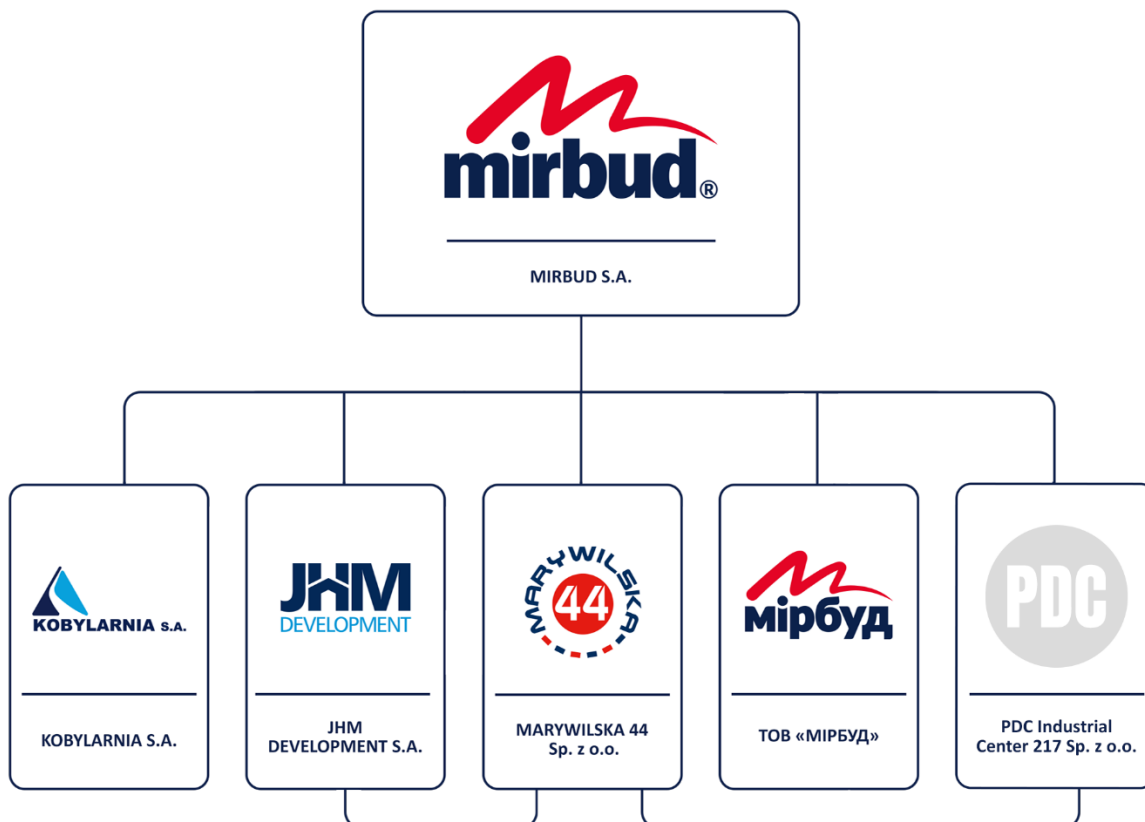 mirbud®
MIRBUD S.A.
KOBYLARNIA S.A.
KOBYLARNIA S.A.
JHM
DEVELOPMENT
JHM
DEVELOPMENT S.A.
MARYWILSKA
44
MARYWILSKA 44
Sp. z o.o.
мірбуд
ТОВ «МІРБУД»
PDC
PDC Industrial
Center 217 Sp. z o.o.